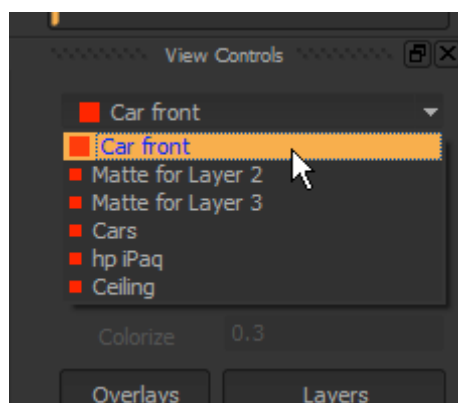 View Controls
Car front
Car front
Matte for Layer 2
Matte for Layer 3
Cars
hp iPaq
Ceiling
Colorize 0.3
Overlays Layers